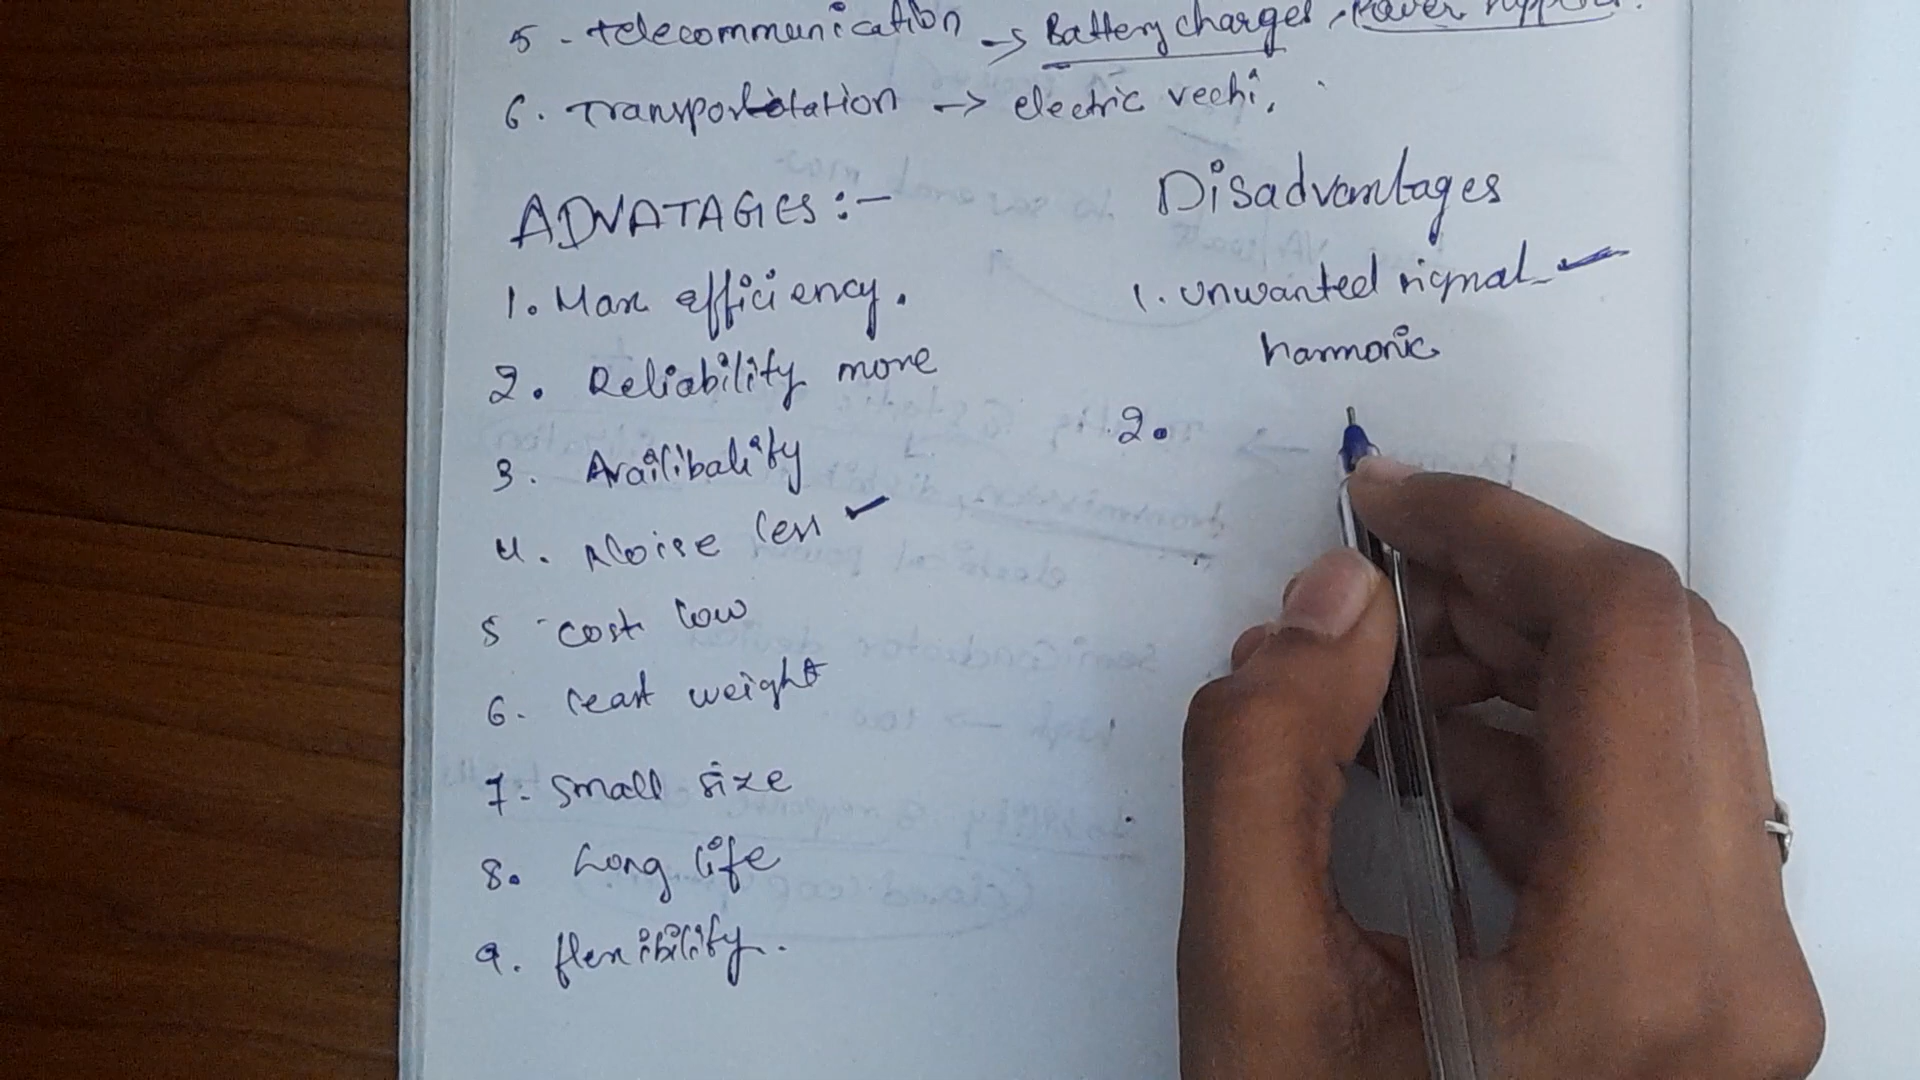 5 - telecommunication → Battery charges, Power supplies.
6. Transportotation → electric vechi.
ADVATAGES :-
1. Max efficiency.
2. Reliability more
3. Availibality
4. Noise less ✓
5 - cost low
6. least weight
7. small size
8. Long life
9. flexibility.
Disadvantages
1. unwanted signal ✓
harmonic
2.